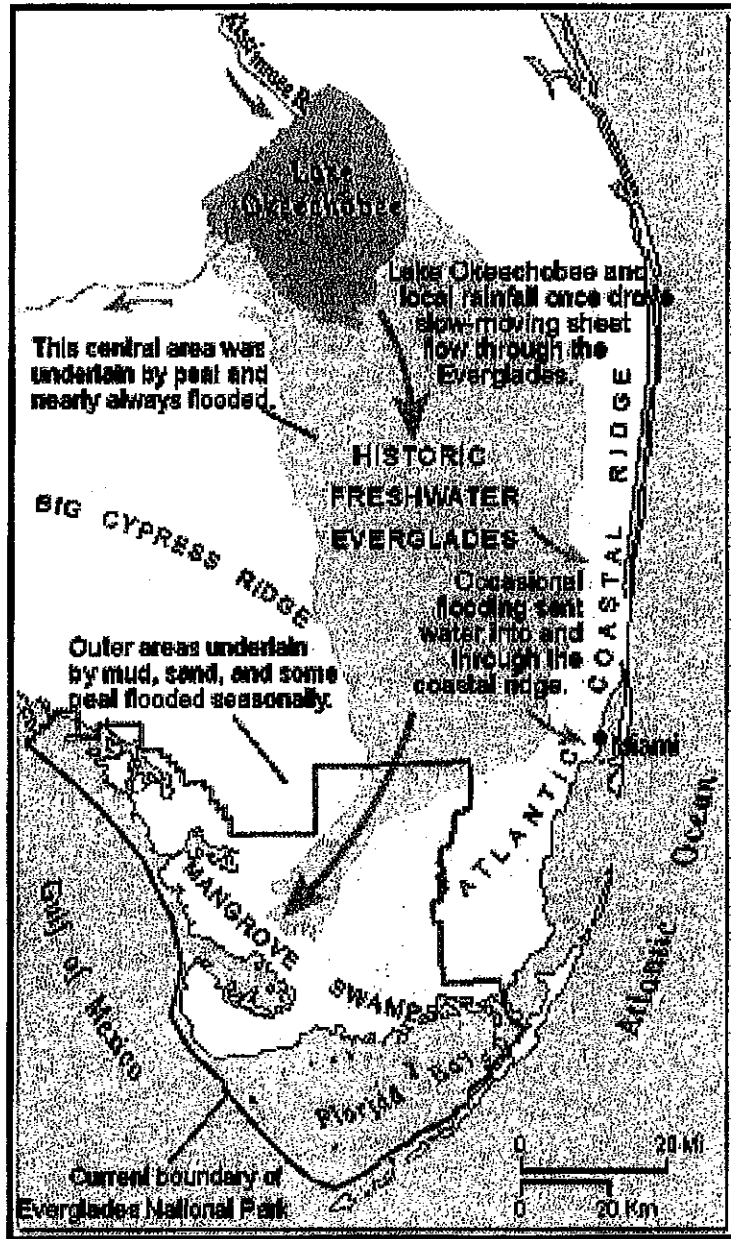 Kissimmee R.
Lake
Okeechobee
Lake Okeechobee and
local rainfall once drove
slow-moving sheet
flow through the
Everglades.
This central area was
underlain by peat and
nearly always flooded.
HISTORIC
FRESHWATER
EVERGLADES
BIG CYPRESS RIDGE
Occasional
flooding sent
water into and
through the
coastal ridge.
ATLANTIC COASTAL RIDGE
Outer areas underlain
by mud, sand, and some
peat flooded seasonally.
Miami
MANGROVE SWAMPS
Gulf of Mexico
Atlantic Ocean
Florida Bay
Current boundary of
Everglades National Park
0 20 Mi
0 20 Km